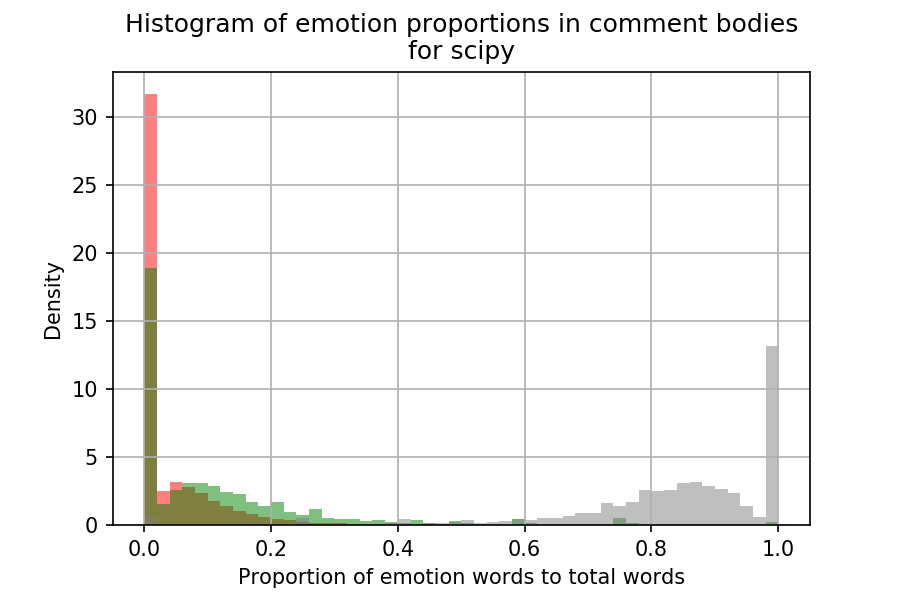 Histogram of emotion proportions in comment bodies
for scipy
30
25
20
15
10
5
0
Density
0.0 0.2 0.4 0.6 0.8 1.0
Proportion of emotion words to total words